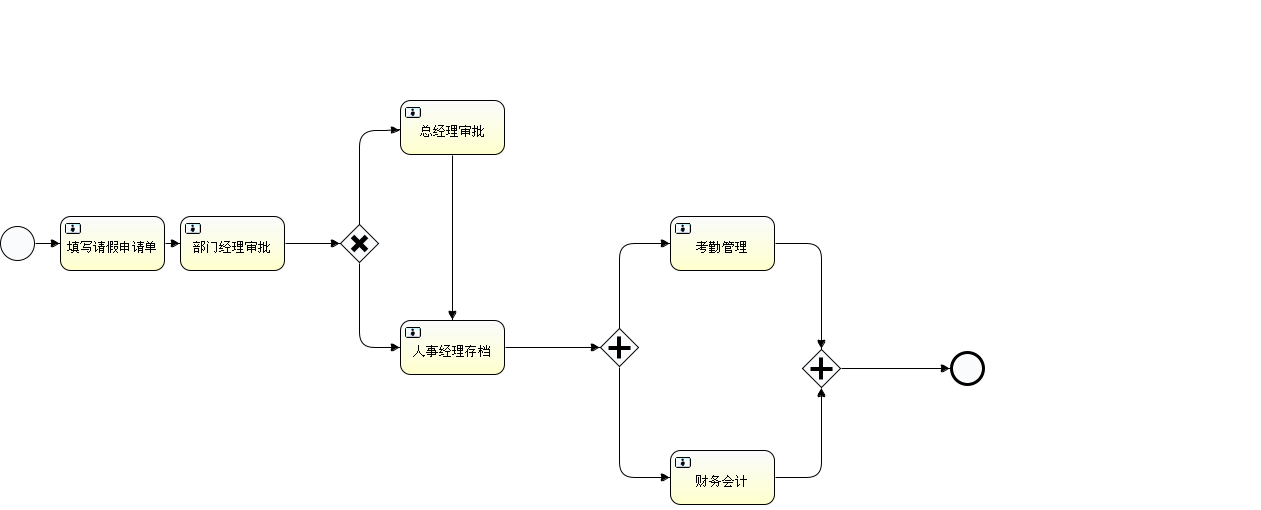 总经理审批
填写请假申请单
部门经理审批
考勤管理
人事经理存档
财务会计